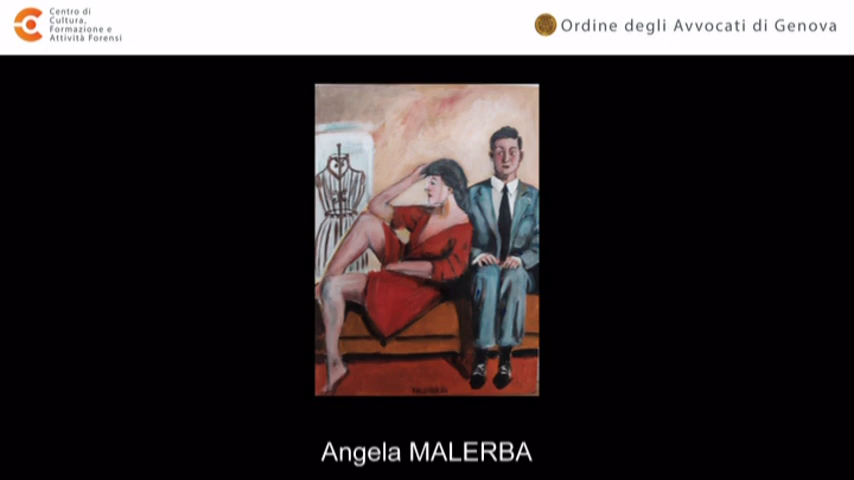 Centro di
Cultura,
Formazione e
Attività Forensi
Ordine degli Avvocati di Genova
Angela MALERBA